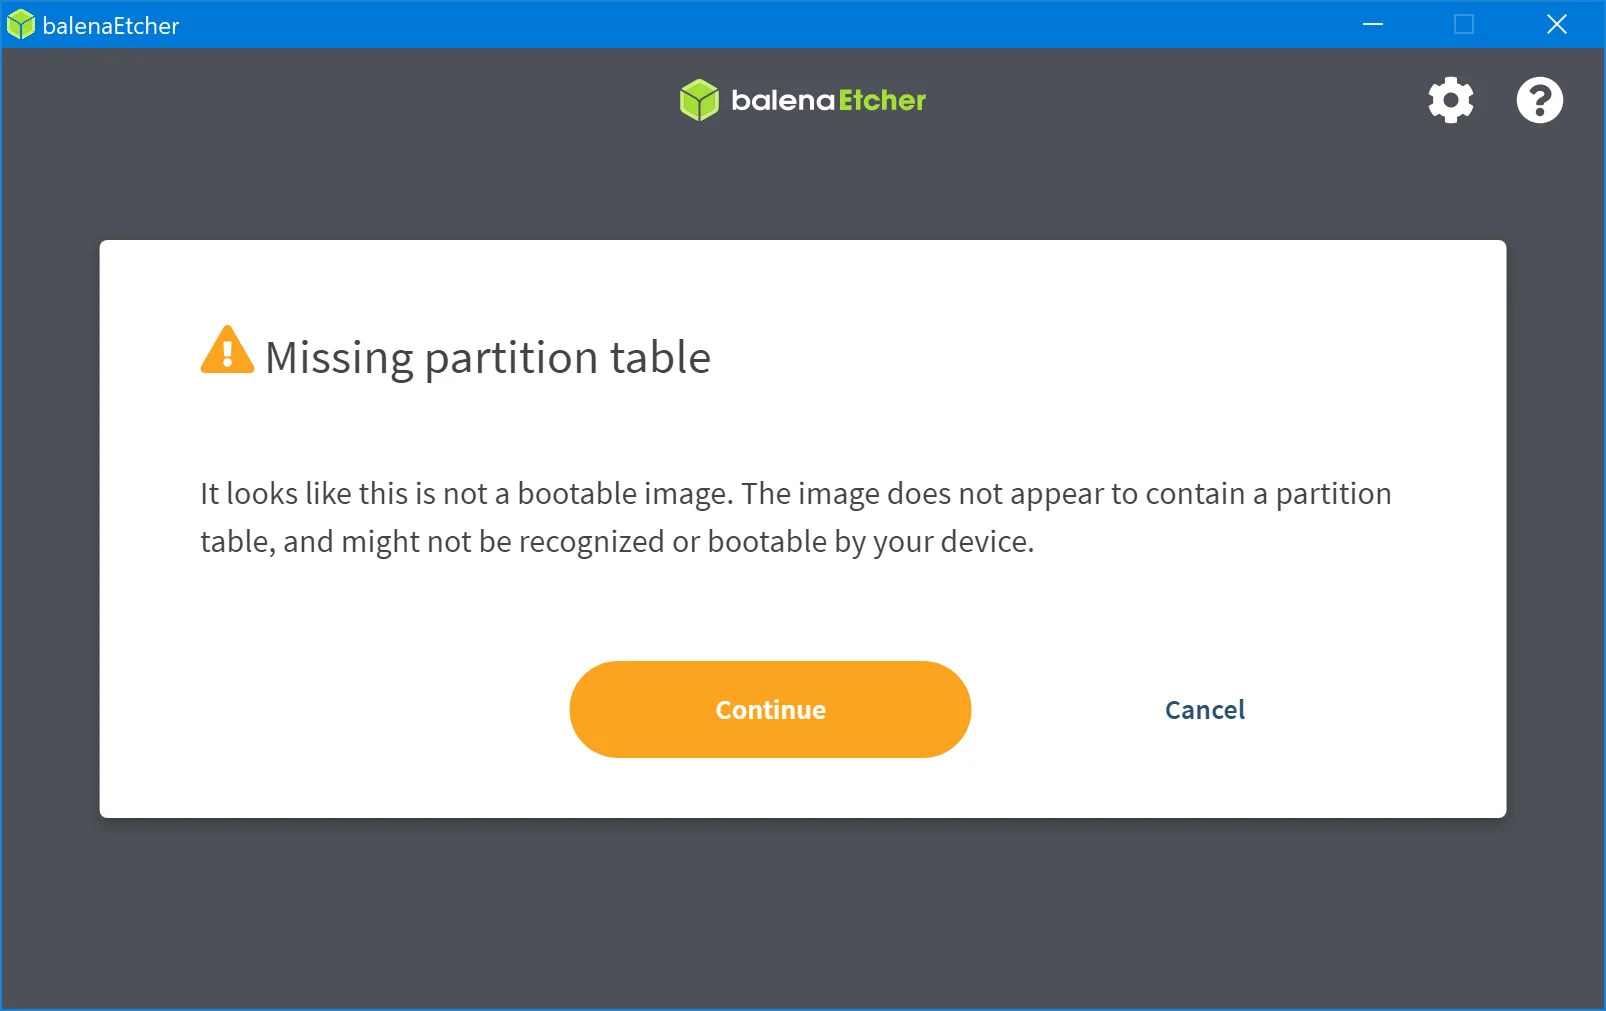 balenaEtcher
balenaEtcher
Missing partition table
It looks like this is not a bootable image. The image does not appear to contain a partition
table, and might not be recognized or bootable by your device.
Continue
Cancel